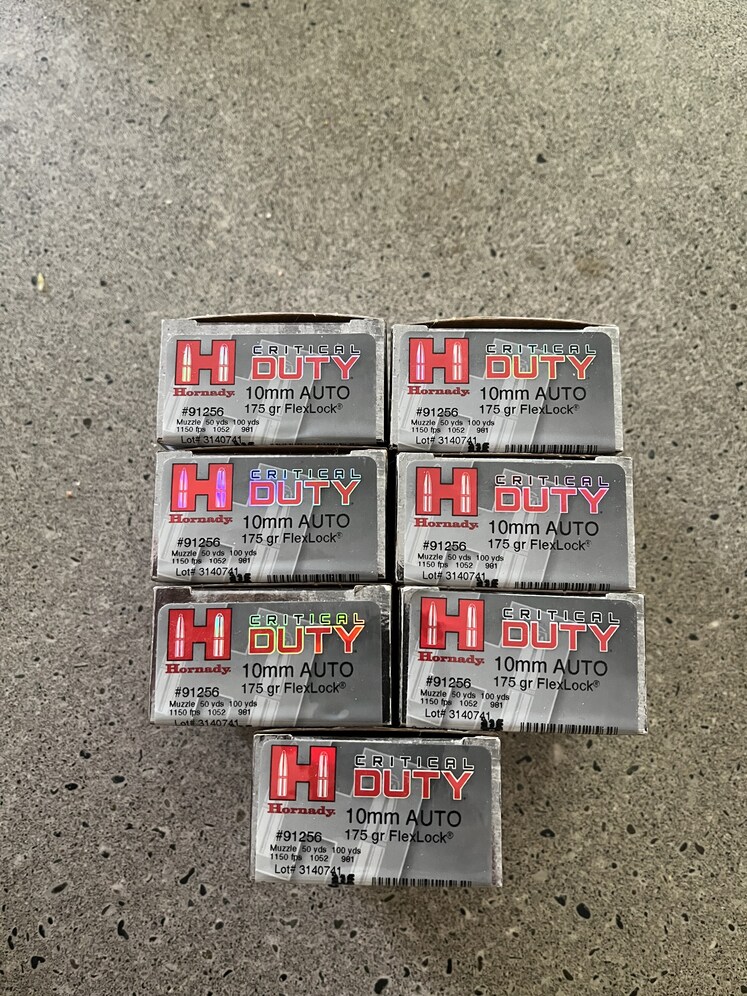 H CRITICAL
DUTY™
Hornady. 10mm AUTO
#91256 175 gr FlexLock®
Muzzle 50 yds 100 yds
1150 fps 1052 981
Lot# 3140741
H CRITICAL
DUTY™
Hornady. 10mm AUTO
#91256 175 gr FlexLock®
Muzzle 50 yds 100 yds
1150 fps 1052 981
Lot# 3140741
H CRITICAL
DUTY™
Hornady. 10mm AUTO
#91256 175 gr FlexLock®
Muzzle 50 yds 100 yds
1150 fps 1052 981
Lot# 3140741
H CRITICAL
DUTY™
Hornady. 10mm AUTO
#91256 175 gr FlexLock®
Muzzle 50 yds 100 yds
1150 fps 1052 981
Lot# 3140741
H CRITICAL
DUTY™
Hornady. 10mm AUTO
#91256 175 gr FlexLock®
Muzzle 50 yds 100 yds
1150 fps 1052 981
Lot# 3140741
H CRITICAL
DUTY™
Hornady. 10mm AUTO
#91256 175 gr FlexLock®
Muzzle 50 yds 100 yds
1150 fps 1052 981
Lot# 3140741
H CRITICAL
DUTY™
Hornady. 10mm AUTO
#91256 175 gr FlexLock®
Muzzle 50 yds 100 yds
1150 fps 1052 981
Lot# 3140741